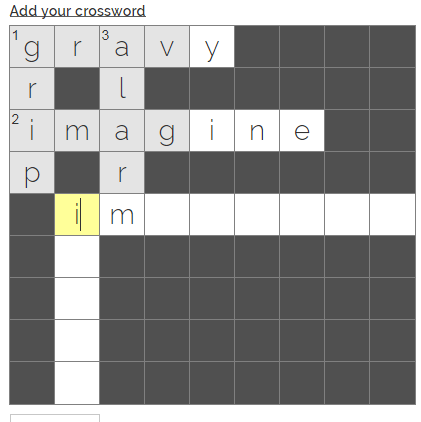 Add your crossword
1 g r 3 a v y
r l
2 i m a g i n e
p r
i m